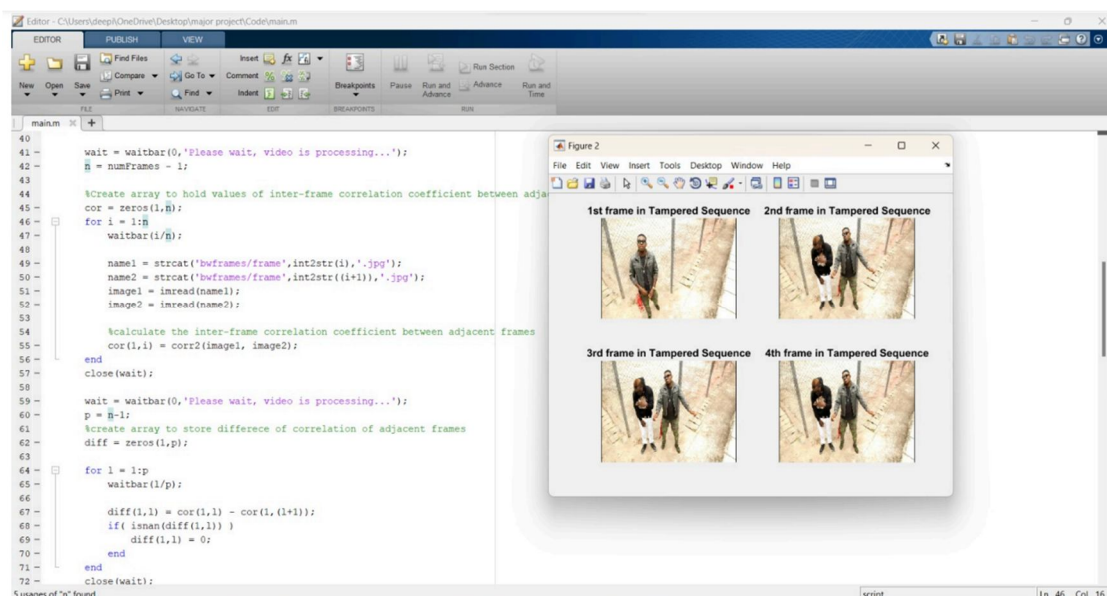 Editor - C:\Users\deepl\OneDrive\Desktop\major project\Code\main.m
EDITOR PUBLISH VIEW
New Open Save Find Files Compare Print
Go To Find
Insert fx Comment Indent
Breakpoints
Pause Run and Advance Run Section Advance Run and Time
FILE NAVIGATE EDIT BREAKPOINTS RUN
main.m
40
41 wait = waitbar(0,'Please wait, video is processing...');
42 n = numFrames - 1;
43
44 %Create array to hold values of inter-frame correlation coefficient between adja
45 cor = zeros(1,n);
46 for i = 1:n
47 waitbar(i/n);
48
49 name1 = strcat('bwframes/frame',int2str(i),'.jpg');
50 name2 = strcat('bwframes/frame',int2str((i+1)),'.jpg');
51 image1 = imread(name1);
52 image2 = imread(name2);
53
54 %calculate the inter-frame correlation coefficient between adjacent frames
55 cor(1,i) = corr2(image1, image2);
56 end
57 close(wait);
58
59 wait = waitbar(0,'Please wait, video is processing...');
60 p = n-1;
61 %create array to store differece of correlation of adjacent frames
62 diff = zeros(1,p);
63
64 for l = 1:p
65 waitbar(l/p);
66
67 diff(1,l) = cor(1,l) - cor(1,(l+1));
68 if( isnan(diff(1,l)) )
69 diff(1,l) = 0;
70 end
71 end
72 close(wait);
5 usages of "n" found
script Ln 46 Col 16
Figure 2
File Edit View Insert Tools Desktop Window Help
1st frame in Tampered Sequence 2nd frame in Tampered Sequence
3rd frame in Tampered Sequence 4th frame in Tampered Sequence